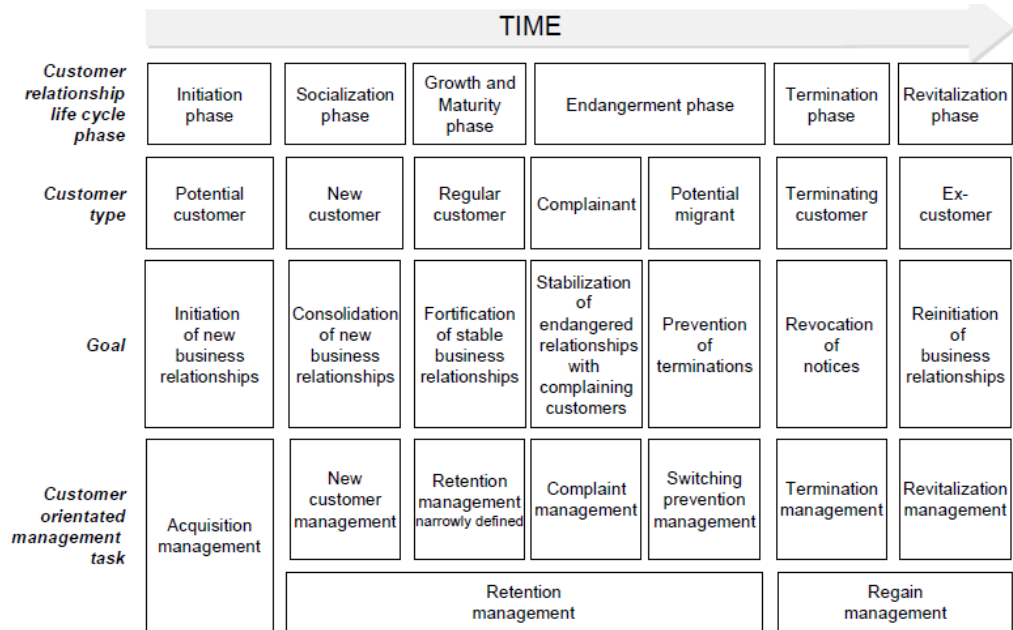 TIME
Customer
relationship
life cycle
phase
Initiation
phase
Socialization
phase
Growth and
Maturity
phase
Endangerment phase
Termination
phase
Revitalization
phase
Customer
type
Potential
customer
New
customer
Regular
customer
Complainant
Potential
migrant
Terminating
customer
Ex-
customer
Goal
Initiation
of new
business
relationships
Consolidation
of new
business
relationships
Fortification
of stable
business
relationships
Stabilization
of
endangered
relationships
with
complaining
customers
Prevention
of
terminations
Revocation
of
notices
Reinitiation
of
business
relationships
Customer
orientated
management
task
Acquisition
management
New
customer
management
Retention
management
narrowly defined
Complaint
management
Switching
prevention
management
Termination
management
Revitalization
management
Retention
management
Regain
management